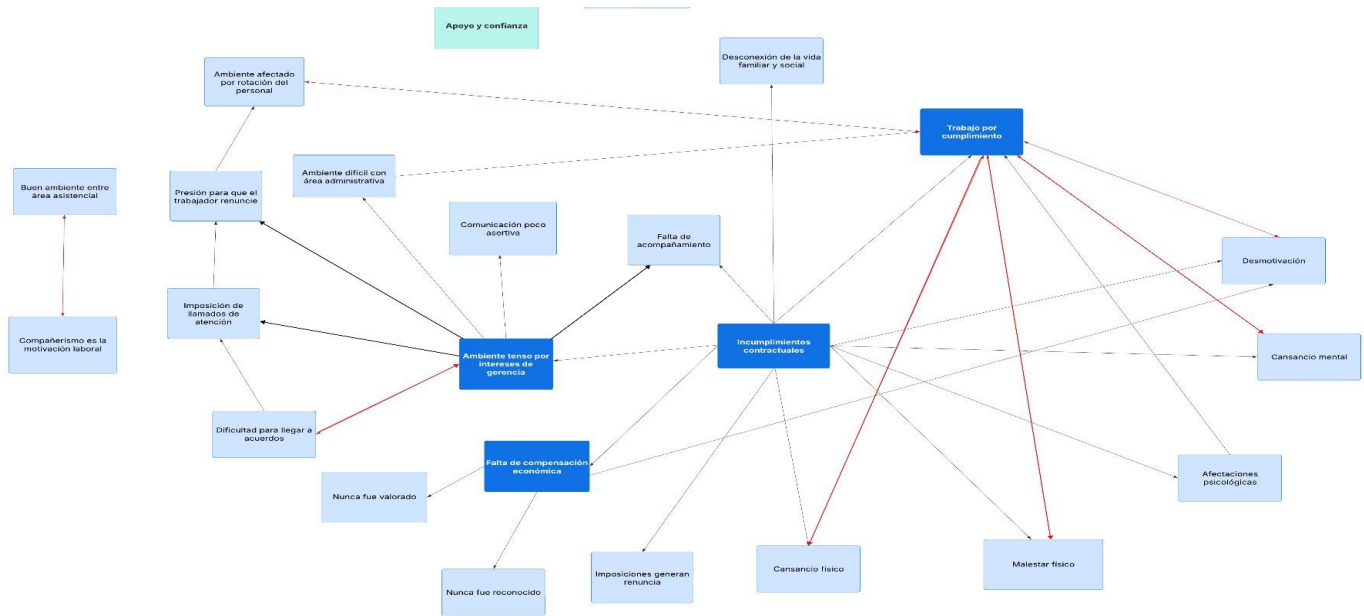 Apoyo y confianza
Desconexión de la vida
familiar y social
Ambiente afectado
por rotación del
personal
Trabajo por
cumplimiento
Ambiente difícil con
área administrativa
Buen ambiente entre
área asistencial
Presión para que el
trabajador renuncie
Comunicación poco
asertiva
Falta de
acompañamiento
Desmotivación
Imposición de
llamados de
atención
Compañerismo es la
motivación laboral
Ambiente tenso por
intereses de
gerencia
Incumplimientos
contractuales
Cansancio mental
Dificultad para llegar a
acuerdos
Falta de compensación
económica
Afectaciones
psicológicas
Nunca fue valorado
Imposiciones generan
renuncia
Cansancio físico
Malestar físico
Nunca fue reconocido